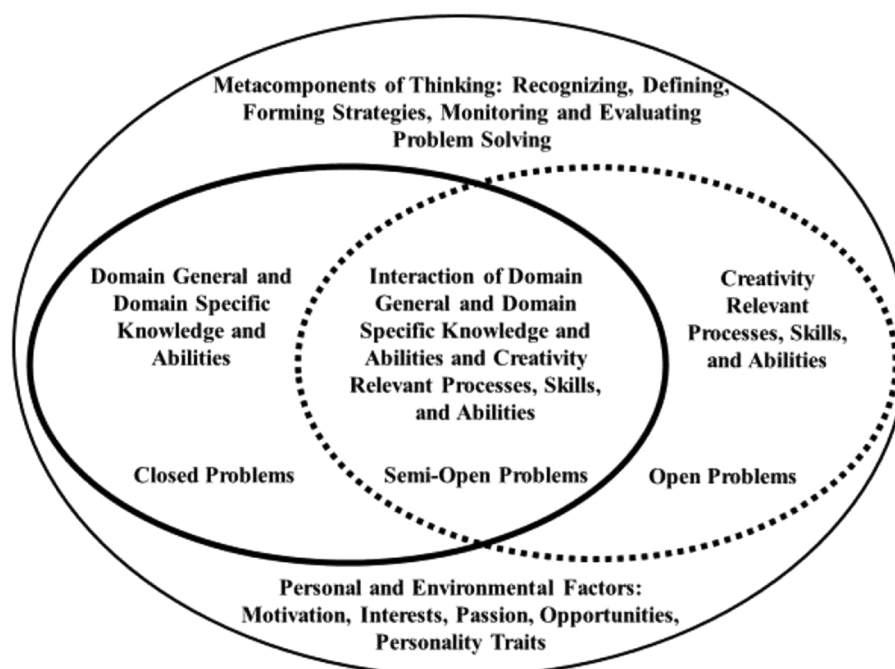 Metacomponents of Thinking: Recognizing, Defining,
Forming Strategies, Monitoring and Evaluating
Problem Solving
Domain General and
Domain Specific
Knowledge and
Abilities
Interaction of Domain
General and Domain
Specific Knowledge and
Abilities and Creativity
Relevant Processes, Skills,
and Abilities
Creativity
Relevant
Processes, Skills,
and Abilities
Closed Problems
Semi-Open Problems
Open Problems
Personal and Environmental Factors:
Motivation, Interests, Passion, Opportunities,
Personality Traits